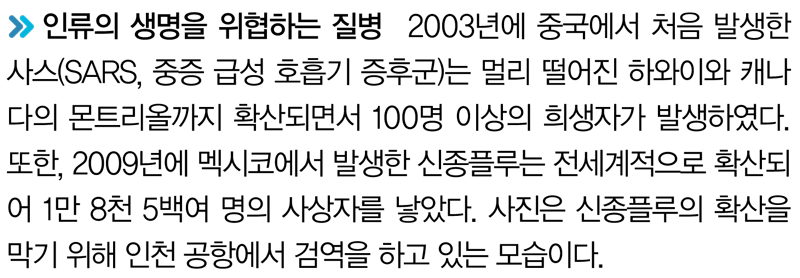 인류의 생명을 위협하는 질병 2003년에 중국에서 처음 발생한
사스(SARS, 중증 급성 호흡기 증후군)는 멀리 떨어진 하와이와 캐나
다의 몬트리올까지 확산되면서 100명 이상의 희생자가 발생하였다.
또한, 2009년에 멕시코에서 발생한 신종플루는 전세계적으로 확산되
어 1만 8천 5백여 명의 사상자를 낳았다. 사진은 신종플루의 확산을
막기 위해 인천 공항에서 검역을 하고 있는 모습이다.